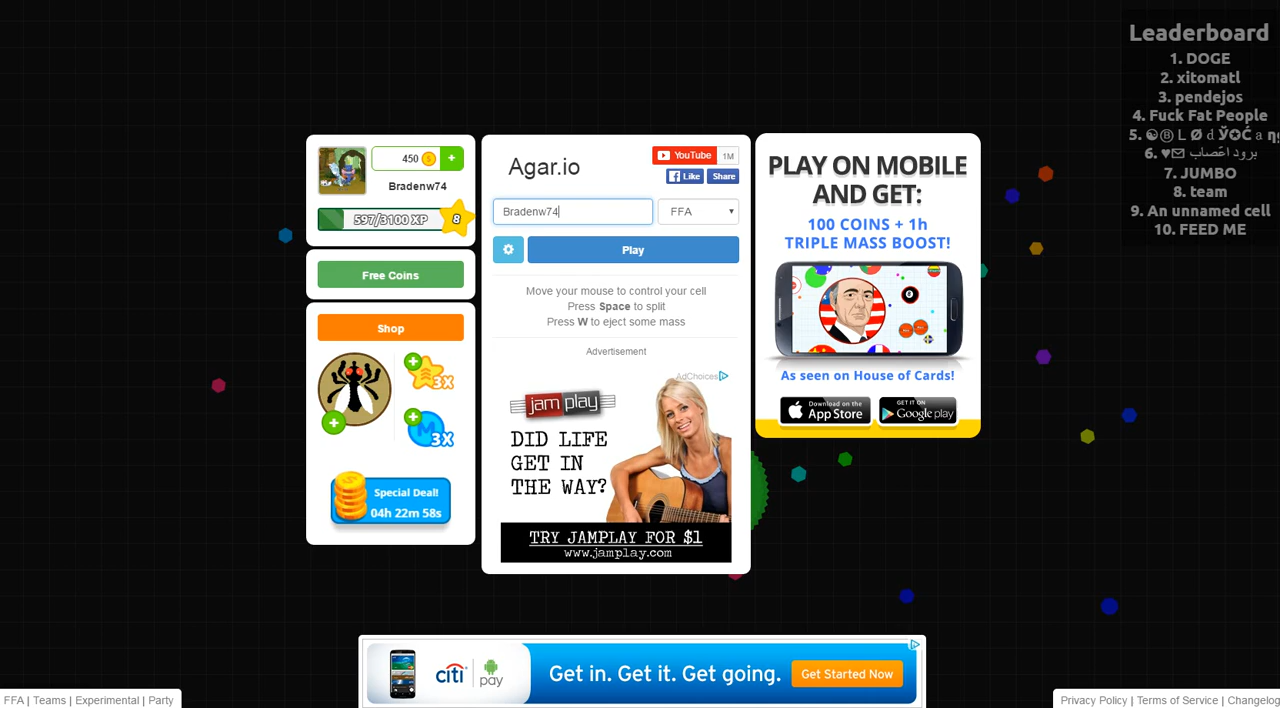 450
+
Bradenw74
597/3100 XP
8
Free Coins
Shop
3X
M 3X
Special Deal!
04h 22m 58s
Agar.io
YouTube 1M
Like Share
Bradenw74
FFA
Play
Move your mouse to control your cell
Press Space to split
Press W to eject some mass
Advertisement
AdChoices
jam play
DID LIFE
GET IN
THE WAY?
TRY JAMPLAY FOR $1
www.jamplay.com
PLAY ON MOBILE
AND GET:
100 COINS + 1h
TRIPLE MASS BOOST!
As seen on House of Cards!
Download on the
App Store
GET IT ON
Google play
Leaderboard
1. DOGE
2. xitomatl
3. pendejos
4. Fuck Fat People
5.
6. ♥✉ برود
7. JUMBO
8. team
9. An unnamed cell
10. FEED ME
citi pay
Get in. Get it. Get going.
Get Started Now
FFA | Teams | Experimental | Party
Privacy Policy | Terms of Service | Changelog